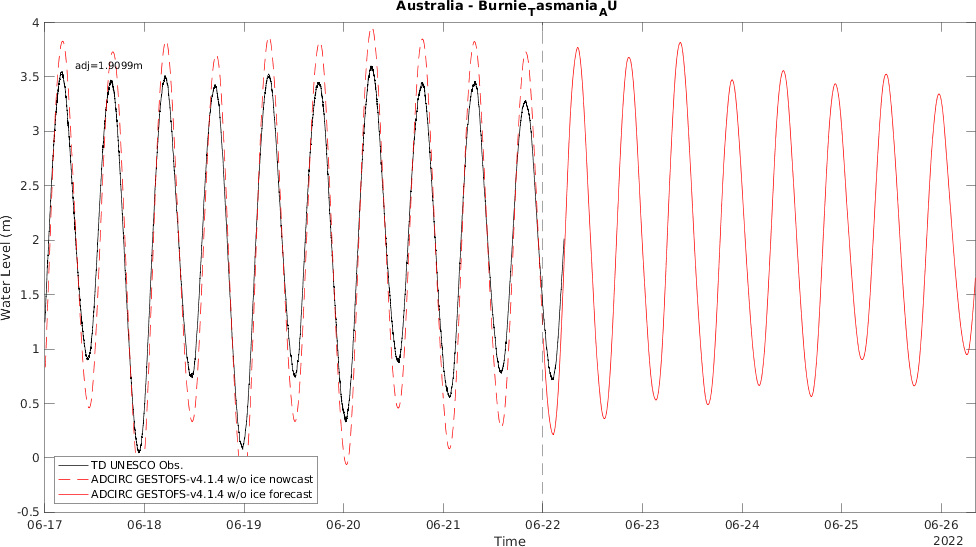 Australia - Burnie_Tasmania_AU
adj=1.9099m
4
3.5
3
2.5
2
1.5
1
0.5
0
-0.5
Water Level (m)
TD UNESCO Obs.
ADCIRC GESTOFS-v4.1.4 w/o ice nowcast
ADCIRC GESTOFS-v4.1.4 w/o ice forecast
06-17 06-18 06-19 06-20 06-21 06-22 06-23 06-24 06-25 06-26
Time
2022